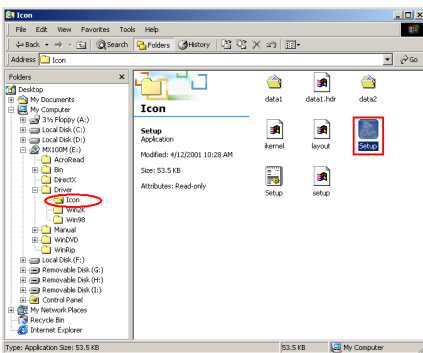 Icon
File Edit View Favorites Tools Help
Back Search Folders History
Address Icon Go
Folders
Desktop
My Documents
My Computer
3½ Floppy (A:)
Local Disk (C:)
Local Disk (D:)
MX100M (E:)
AcroRead
Bin
DirectX
Driver
Icon
Win2K
Win98
Manual
WinDVD
WinRip
Local Disk (F:)
Removable Disk (G:)
Removable Disk (H:)
Removable Disk (I:)
Control Panel
My Network Places
Recycle Bin
Internet Explorer
Icon
Setup
Application
Modified: 4/12/2001 10:28 AM
Size: 53.5 KB
Attributes: Read-only
data1 data1.hdr data2
ikernel layout Setup
Setup setup
Type: Application Size: 53.5 KB 53.5 KB My Computer